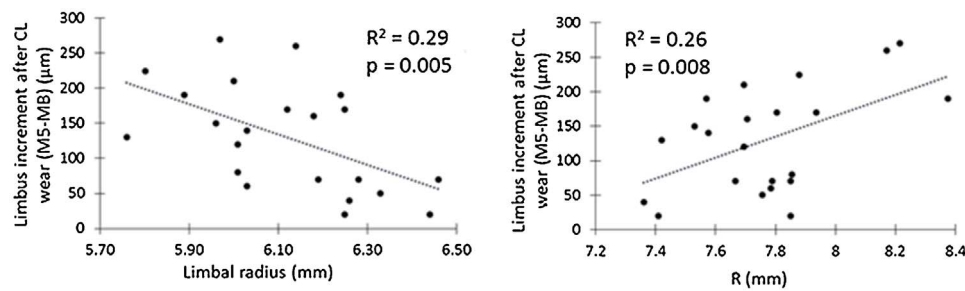 Limbus increment after CL
wear (M5-MB) (μm)
300
250
200
150
100
50
0
R² = 0.29
p = 0.005
5.70 5.90 6.10 6.30 6.50
Limbal radius (mm)
Limbus increment after CL
wear (M5-MB) (μm)
300
250
200
150
100
50
0
R² = 0.26
p = 0.008
7.2 7.4 7.6 7.8 8 8.2 8.4
R (mm)